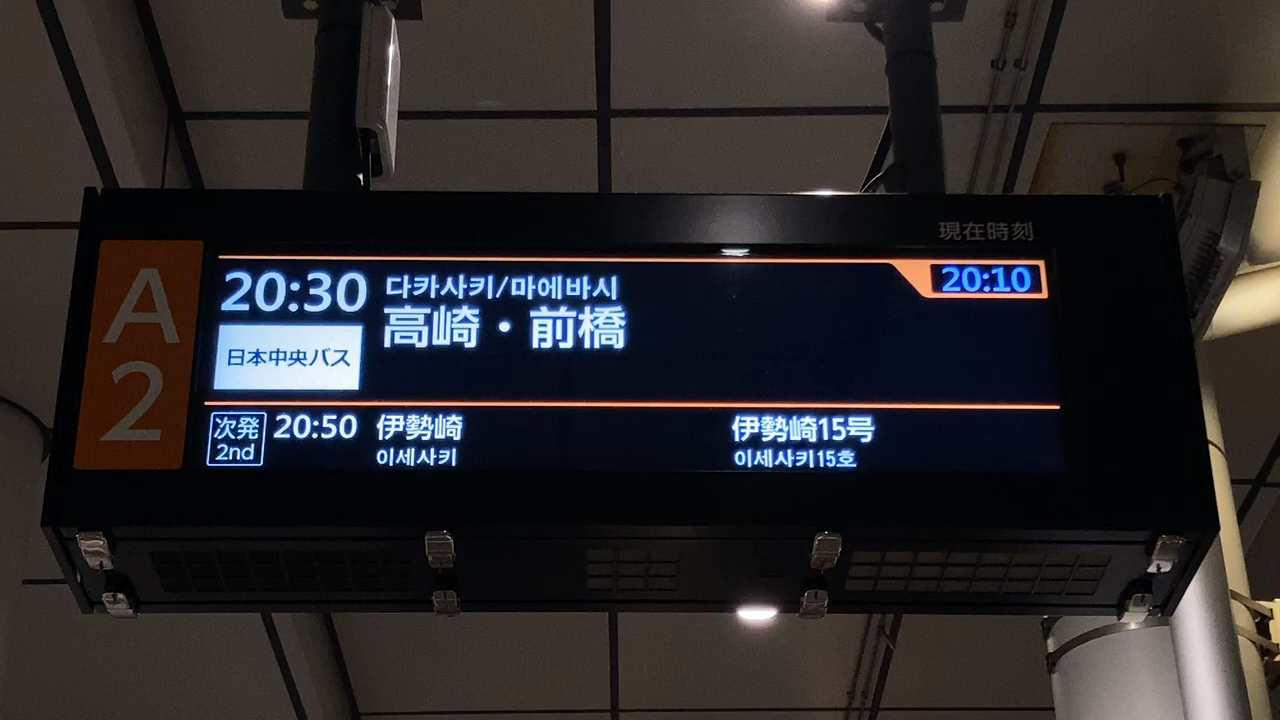 現在時刻
20:10
A
2
20:30
다카사키/마에바시
高崎・前橋
日本中央バス
次発
2nd
20:50
伊勢崎
이세사키
伊勢崎15号
이세사키15호